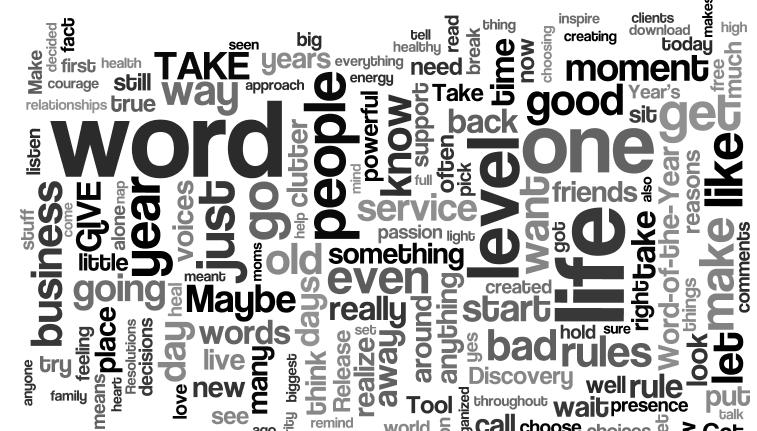 Make
decided
fact
first
health
courage
still
relationships
true
TAKE
seen
way
approach
big
years
everything
energy
tell
healthy
need
read
break
thing
time
now
choosing
inspire
creating
clients
download
today
makes
high
moment
free
much
Take
good
Year's
sit
get
word
listen
clutter
people
powerful
mind
know
support
full
often
pick
back
level
one
want
friends
also
Word-of-the-Year
reasons
like
stuff
business
come
GIVE
alone
nap
year
voices
just
go
help
service
passion
light
life
got
little
going
meant
moms
old
something
even
created
start
right
take
things
make
comments
heal
Maybe
days
really
around
anything
hold
sure
bad
rules
look
let
anyone
try
feeling
place
Resolutions
decisions
day
words
live
many
biggest
think
Release
set
realize
away
yes
Discovery
family
means
heart
love
new
see
ago
remind
world
Tool
throughout
call
choose
wait
presence
choices
well
rule
put
talk